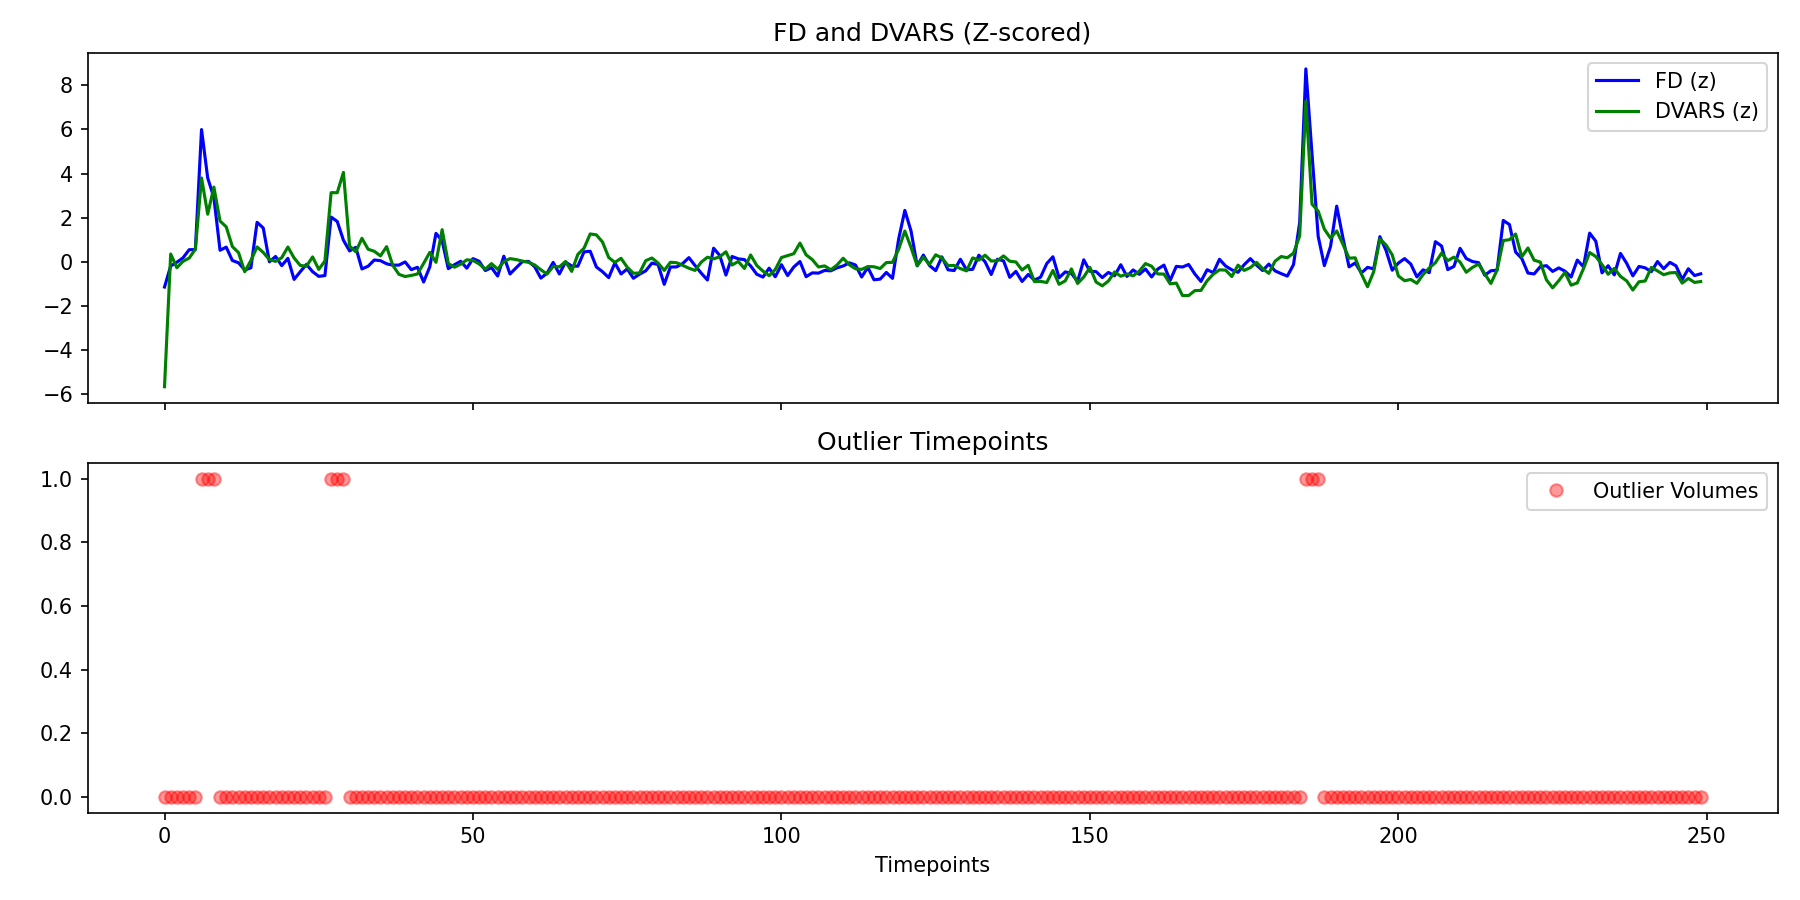 FD and DVARS (Z-scored)
8
6
4
2
0
−2
−4
−6
FD (z)
DVARS (z)
Outlier Timepoints
1.0
0.8
0.6
0.4
0.2
0.0
Outlier Volumes
0 50 100 150 200 250
Timepoints